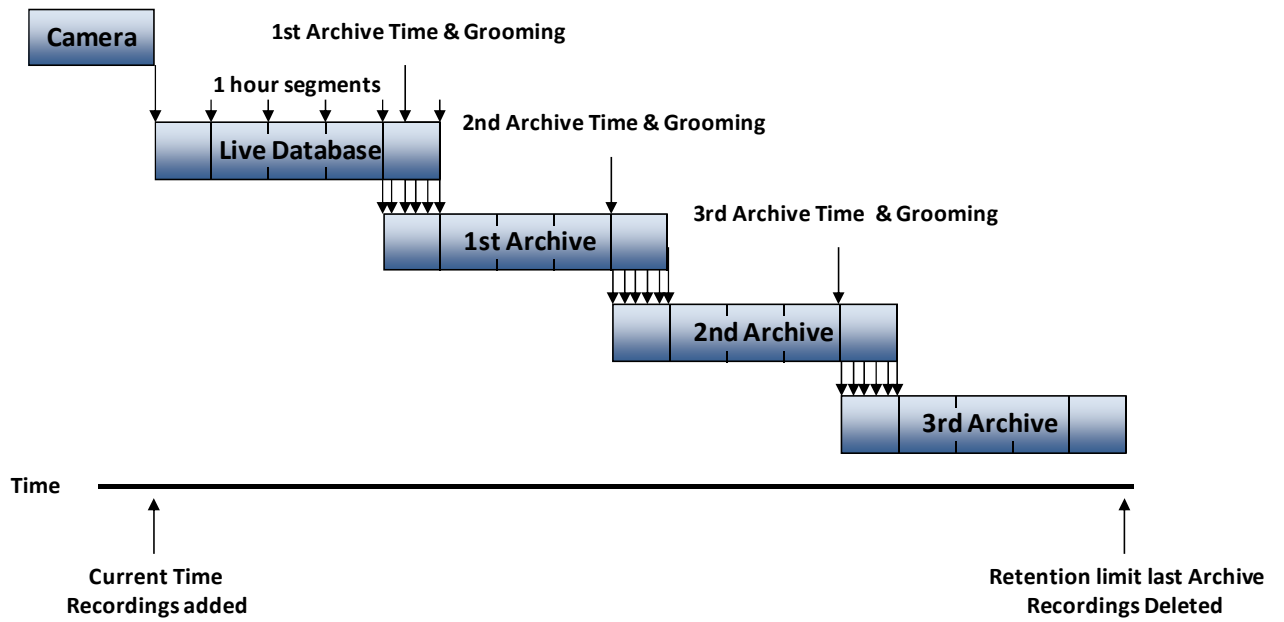 Camera
1st Archive Time & Grooming
1 hour segments
2nd Archive Time & Grooming
Live Database
3rd Archive Time & Grooming
1st Archive
2nd Archive
3rd Archive
Time
Current Time
Recordings added
Retention limit last Archive
Recordings Deleted